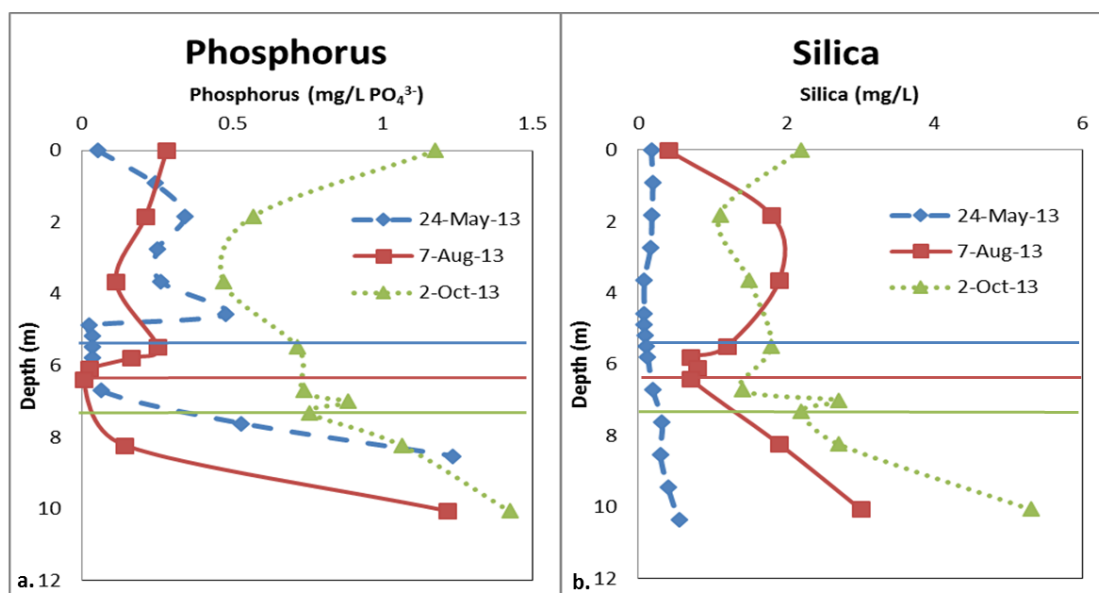 Phosphorus
Phosphorus (mg/L PO₄³⁻)
0 0.5 1 1.5
0
2
4
6
8
10
12
Depth (m)
24-May-13
7-Aug-13
2-Oct-13
a.
Silica
Silica (mg/L)
0 2 4 6
0
2
4
6
8
10
12
Depth (m)
24-May-13
7-Aug-13
2-Oct-13
b.